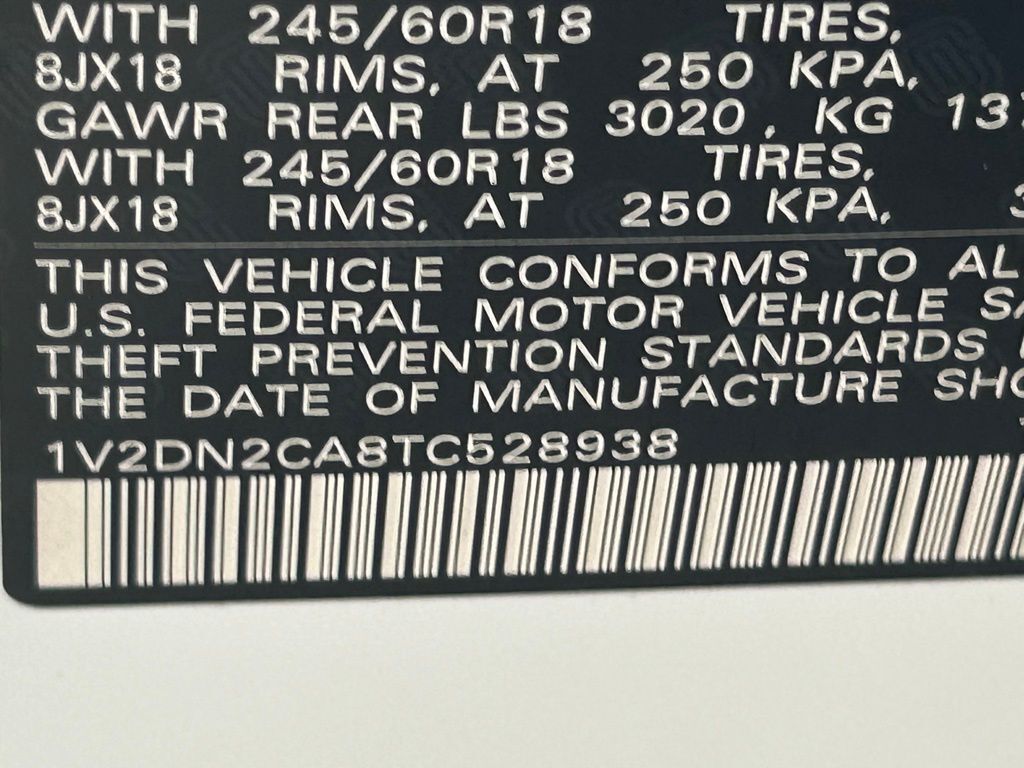 WITH 245/60R18 TIRES,
8JX18 RIMS, AT 250 KPA,
GAWR REAR LBS 3020, KG
WITH 245/60R18 TIRES,
8JX18 RIMS, AT 250 KPA,
THIS VEHICLE CONFORMS TO
U.S. FEDERAL MOTOR VEHICLE
THEFT PREVENTION STANDARDS
THE DATE OF MANUFACTURE
1V2DN2CA8TC528938